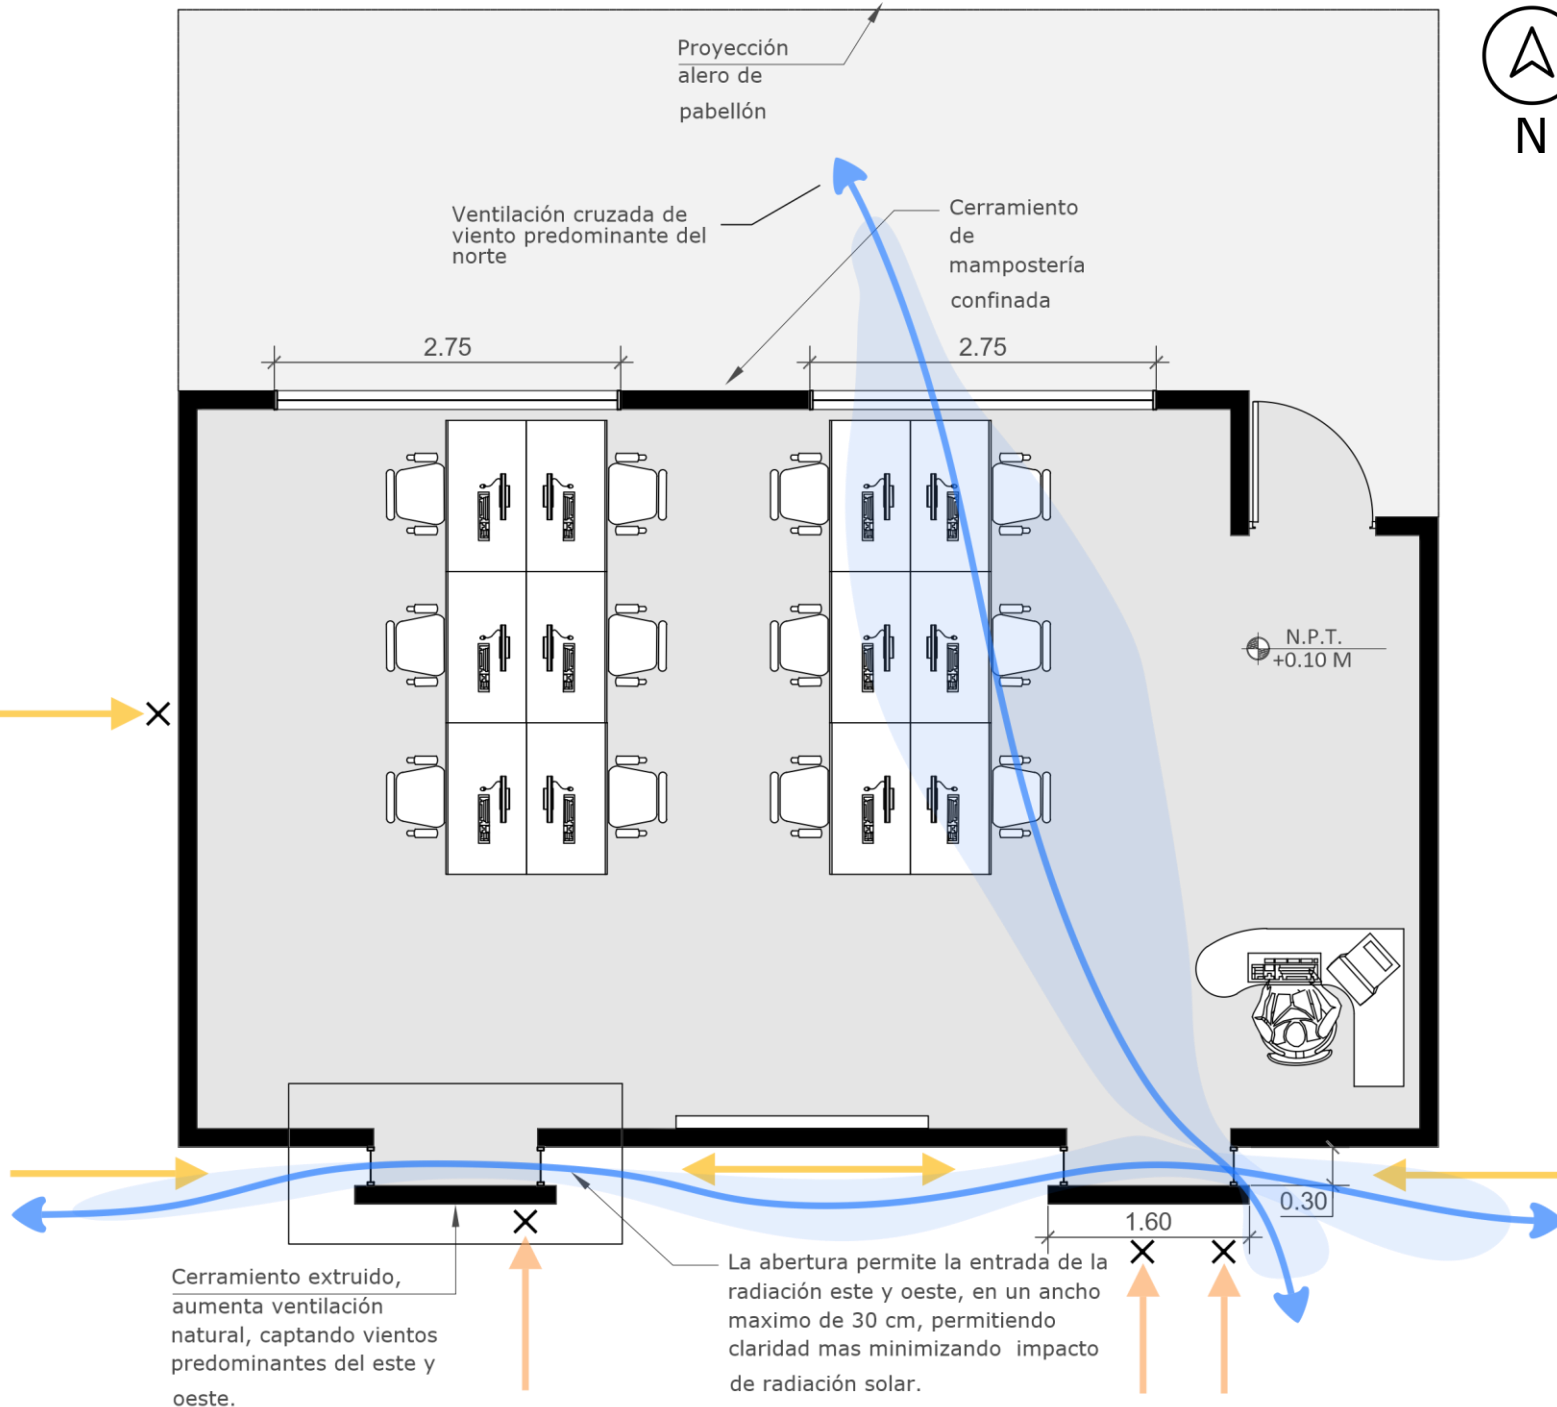 Proyección
alero de
pabellón
N
Ventilación cruzada de
viento predominante del
norte
Cerramiento
de
mampostería
confinada
2.75
2.75
N.P.T.
+0.10 M
0.30
1.60
Cerramiento extruido,
aumenta ventilación
natural, captando vientos
predominantes del este y
oeste.
La abertura permite la entrada de la
radiación este y oeste, en un ancho
maximo de 30 cm, permitiendo
claridad mas minimizando impacto
de radiación solar.